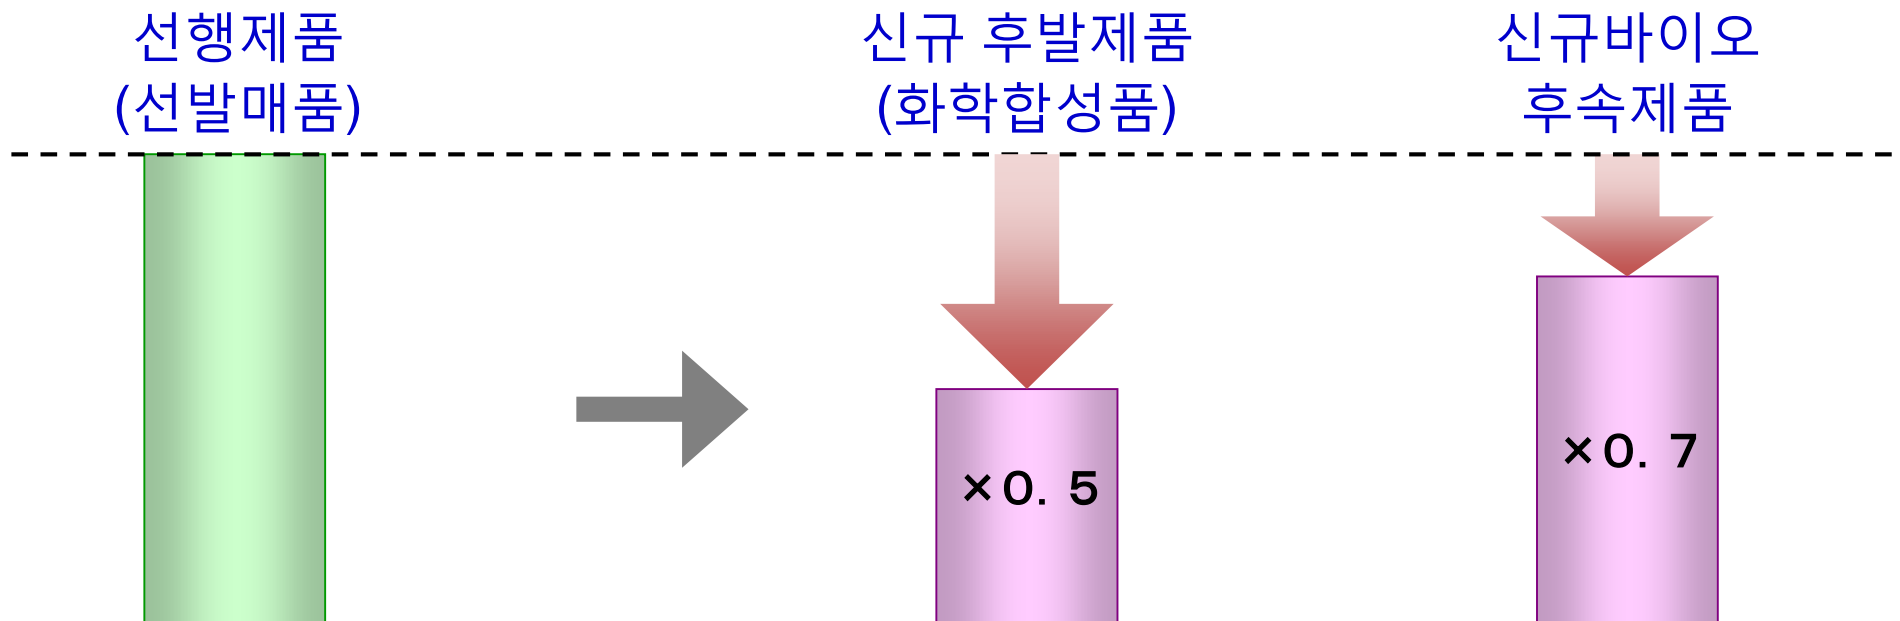 선행제품
(선발매품)
신규 후발제품
(화학합성품)
신규바이오
후속제품
×０．５
×０．７